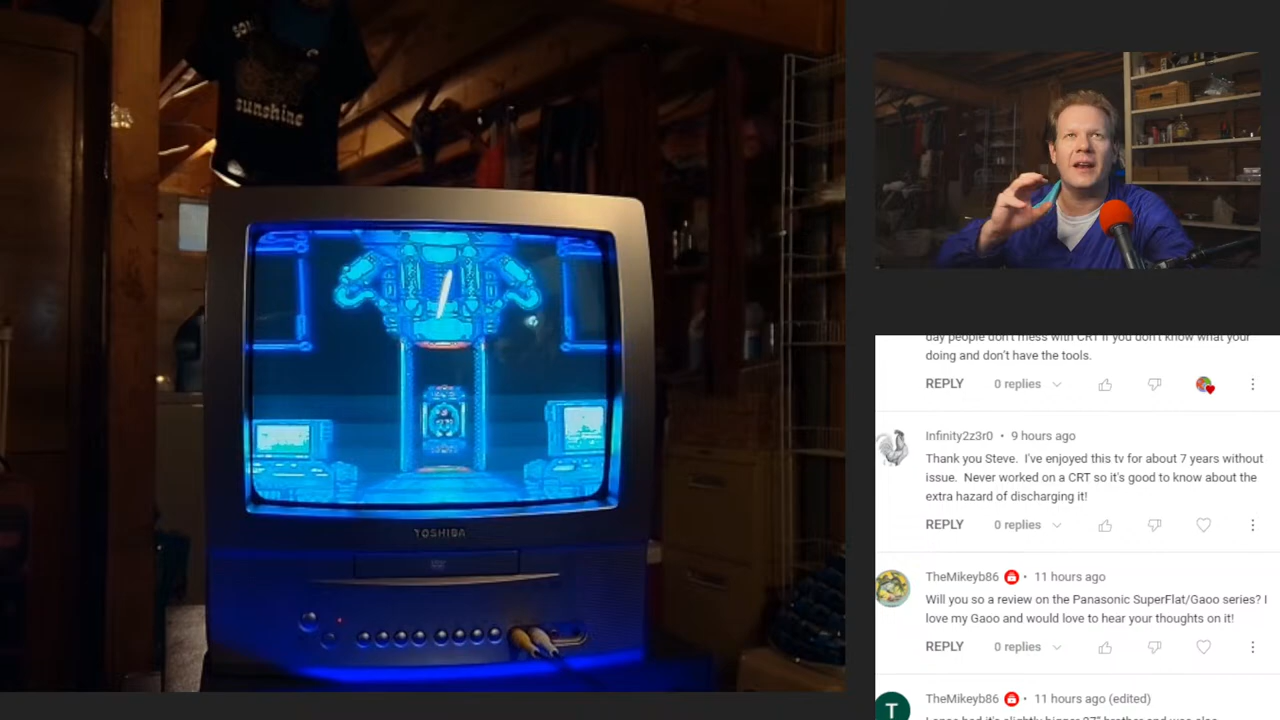 sunshine
TOSHIBA
day people don't mess with CRT if you don't know what your
doing and don't have the tools.
REPLY 0 replies
Infinity2z3r0 • 9 hours ago
Thank you Steve. I've enjoyed this tv for about 7 years without
issue. Never worked on a CRT so it's good to know about the
extra hazard of discharging it!
REPLY 0 replies
TheMikeyb86 • 11 hours ago
Will you so a review on the Panasonic SuperFlat/Gaoo series? I
love my Gaoo and would love to hear your thoughts on it!
REPLY 0 replies
TheMikeyb86 • 11 hours ago (edited)
T